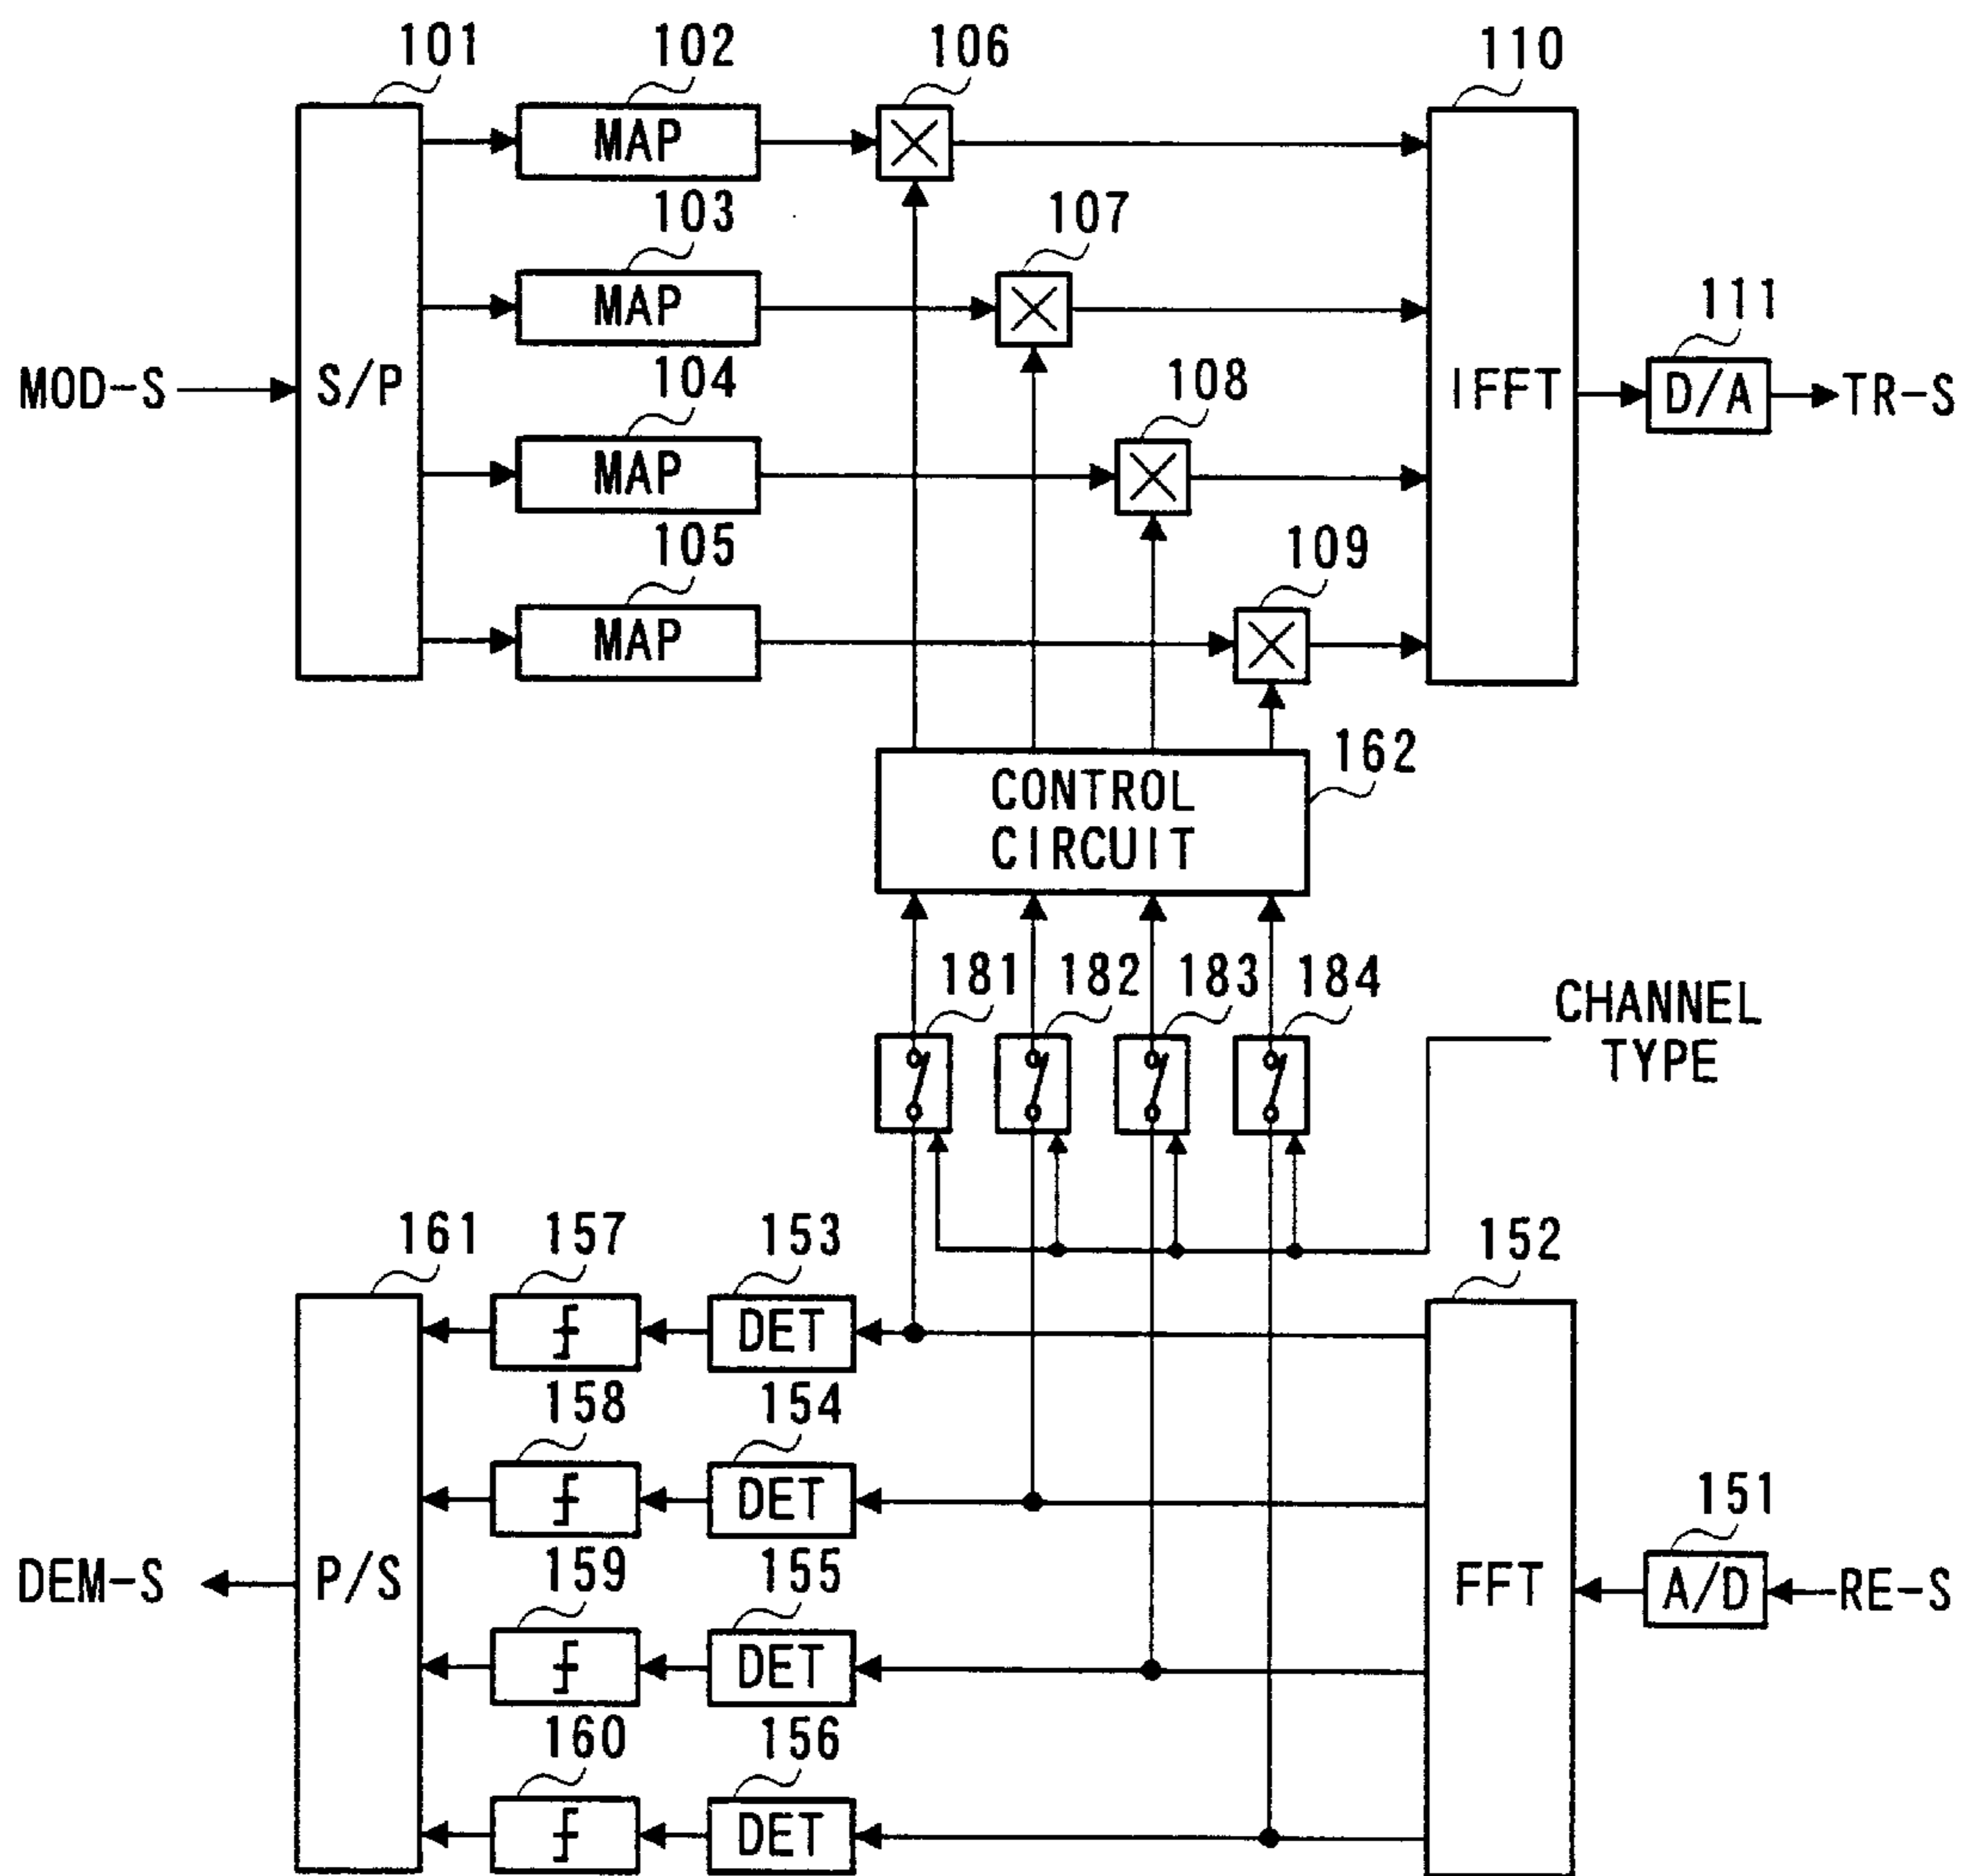 101
102
106
110
MAP
103
107
MAP
111
104
108
MOD-S
S/P
IFFT
D/A
TR-S
MAP
105
109
MAP
162
CONTROL
CIRCUIT
181
182
183
184
CHANNEL
TYPE
161
157
153
152
DET
158
154
DET
151
159
155
DEM-S
P/S
FFT
A/D
RE-S
DET
160
156
DET